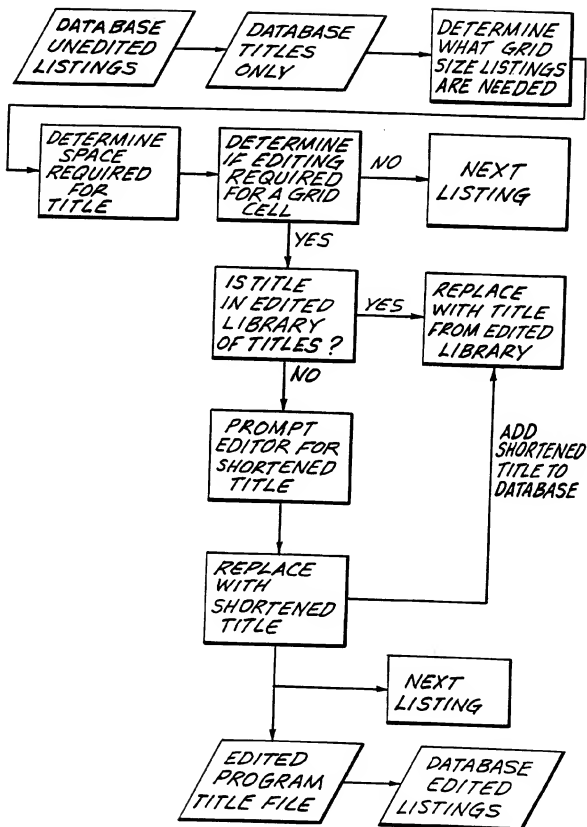 DATABASE
UNEDITED
LISTINGS
DATABASE
TITLES
ONLY
DETERMINE
WHAT GRID
SIZE LISTINGS
ARE NEEDED
DETERMINE
SPACE
REQUIRED
FOR
TITLE
DETERMINE
IF EDITING
REQUIRED
FOR A GRID
CELL
NO
NEXT
LISTING
YES
IS TITLE
IN EDITED
LIBRARY
OF TITLES?
YES
REPLACE
WITH TITLE
FROM EDITED
LIBRARY
NO
PROMPT
EDITOR FOR
SHORTENED
TITLE
ADD
SHORTENED
TITLE TO
DATABASE
REPLACE
WITH
SHORTENED
TITLE
NEXT
LISTING
EDITED
PROGRAM
TITLE FILE
DATABASE
EDITED
LISTINGS